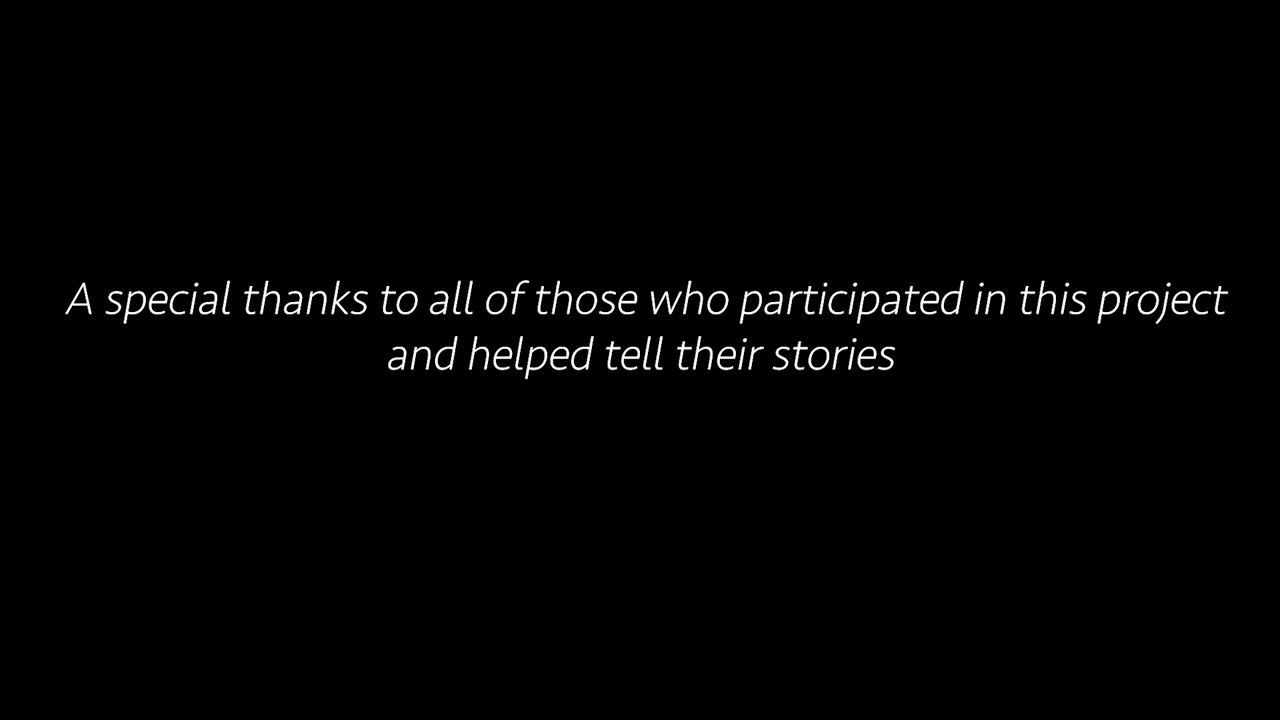 A special thanks to all of those who participated in this project
and helped tell their stories